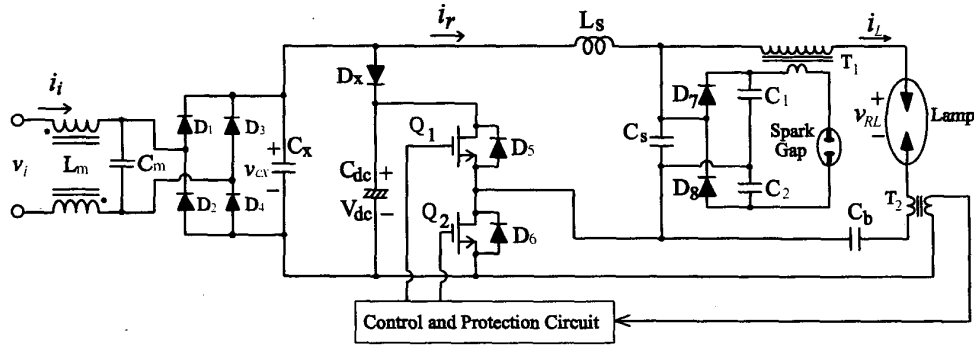 i_r
L_s
i_L
i_i
D_x
T_1
D_7
C_1
D_1
D_3
Q_1
C_s
Spark
Gap
+
v_RL
−
Lamp
v_i
L_m
C_m
+
v_CX
−
C_x
D_5
C_dc
+
D_2
D_4
V_dc
−
Q_2
D_6
D_8
C_2
C_b
T_2
Control and Protection Circuit